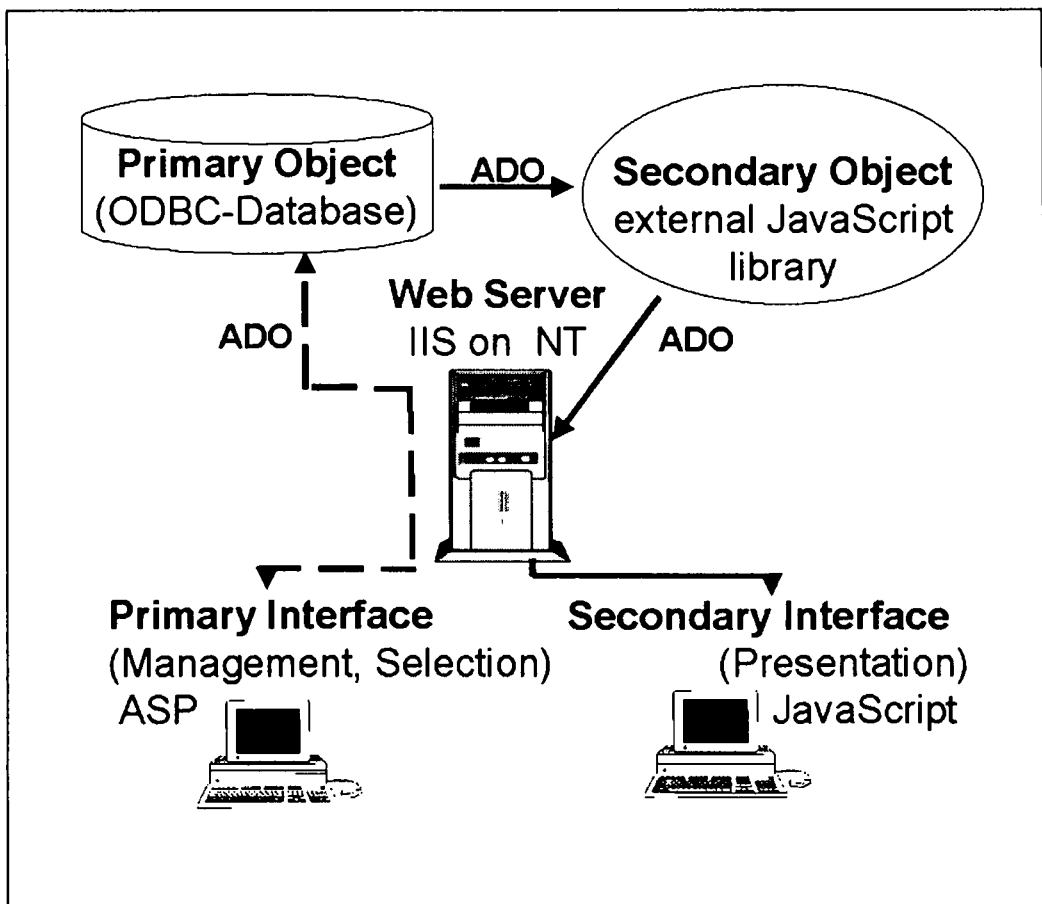 Primary Object
(ODBC-Database)
ADO
Secondary Object
external JavaScript
library
Web Server
IIS on NT
ADO
ADO
Primary Interface
(Management, Selection)
ASP
Secondary Interface
(Presentation)
JavaScript